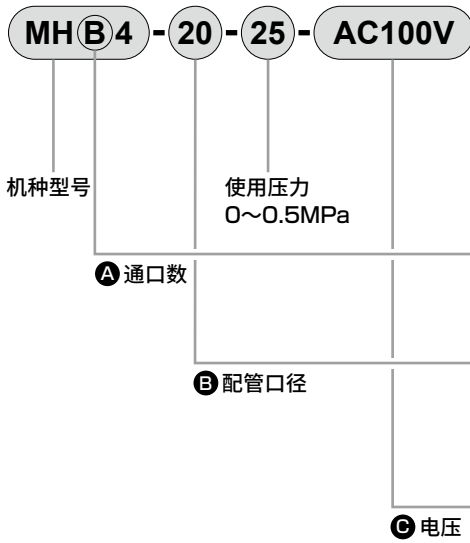 MHB4-20-25-AC100V
机种型号
使用压力
0～0.5MPa
A 通口数
B 配管口径
C 电压